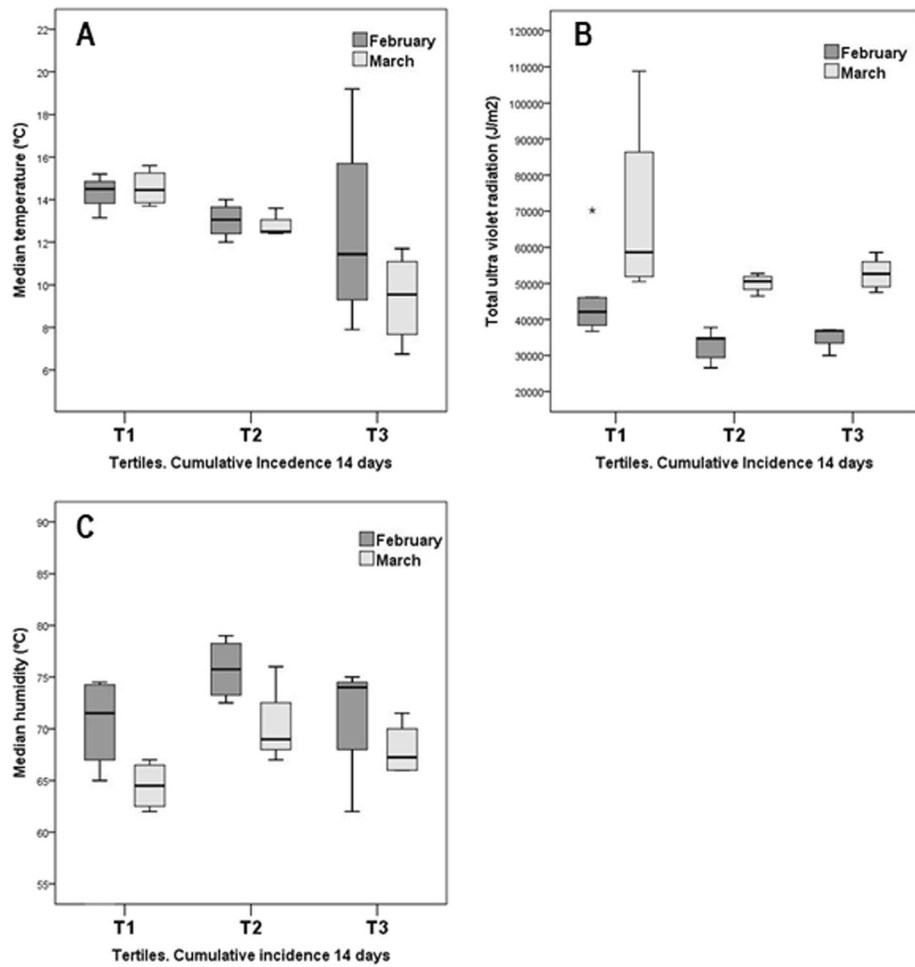 A
February
March
Median temperature (°C)
22
20
18
16
14
12
10
8
6
T1 T2 T3
Tertiles. Cumulative Incedence 14 days
B
February
March
Total ultra violet radiation (J/m2)
120000
110000
100000
90000
80000
70000
60000
50000
40000
30000
20000
*
T1 T2 T3
Tertiles. Cumulative Incidence 14 days
C
February
March
Median humidity (°C)
90
85
80
75
70
65
60
55
T1 T2 T3
Tertiles. Cumulative incidence 14 days